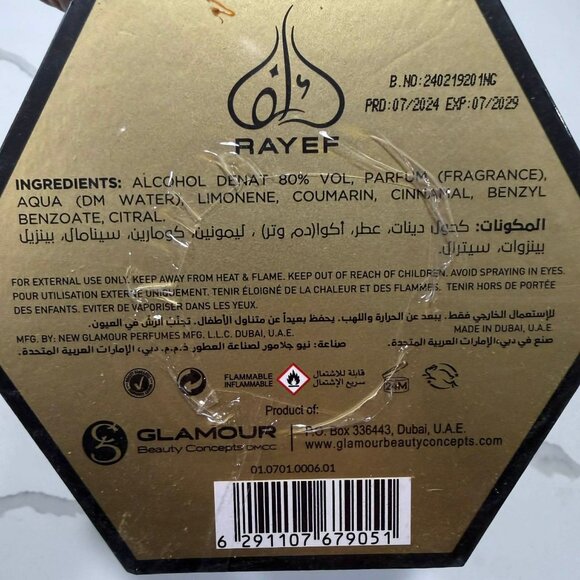 B.NO:240219201NG
PRD:07/2024 EXP:07/2029
RAYEF
INGREDIENTS: ALCOHOL DENAT 80% VOL, PARFUM (FRAGRANCE),
AQUA (DM WATER), LIMONENE, COUMARIN, CINNAMAL, BENZYL
BENZOATE, CITRAL.
المكونات: كحول دينات، عطر، أكوا(دم وتر) ، ليمونين، كومارين، سينامال، بينزيل
بينزوات، سيترال.
FOR EXTERNAL USE ONLY. KEEP AWAY FROM HEAT & FLAME. KEEP OUT OF REACH OF CHILDREN. AVOID SPRAYING IN EYES.
POUR UTILISATION EXTERNE UNIQUEMENT. TENIR ÉLOIGNÉ DE LA CHALEUR ET DES FLAMMES. TENIR HORS DE PORTÉE
DES ENFANTS. EVITER DE VAPORISER DANS LES YEUX.
للإستعمال الخارجي فقط. يبعد عن الحرارة واللهب. يحفظ بعيداً عن متناول الأطفال. تجنّب الرش في العيون.
MFG. BY: NEW GLAMOUR PERFUMES MFG. L.L.C. DUBAI, U.A.E. MADE IN DUBAI, U.A.E.
صناعة: نيو جلامور لصناعة العطور ذ.م.م. دبي، الإمارات العربية المتحدة. صنع في دبي، الإمارات العربية المتحدة.
FLAMMABLE قابلة للاشتعال
INFLAMMABLE سريع الإشتعال
24M
Product of:
GLAMOUR
Beauty Concepts DMCC
P.O. Box 336443, Dubai, U.A.E.
www.glamourbeautyconcepts.com
01.0701.0006.01
6 291107 679051